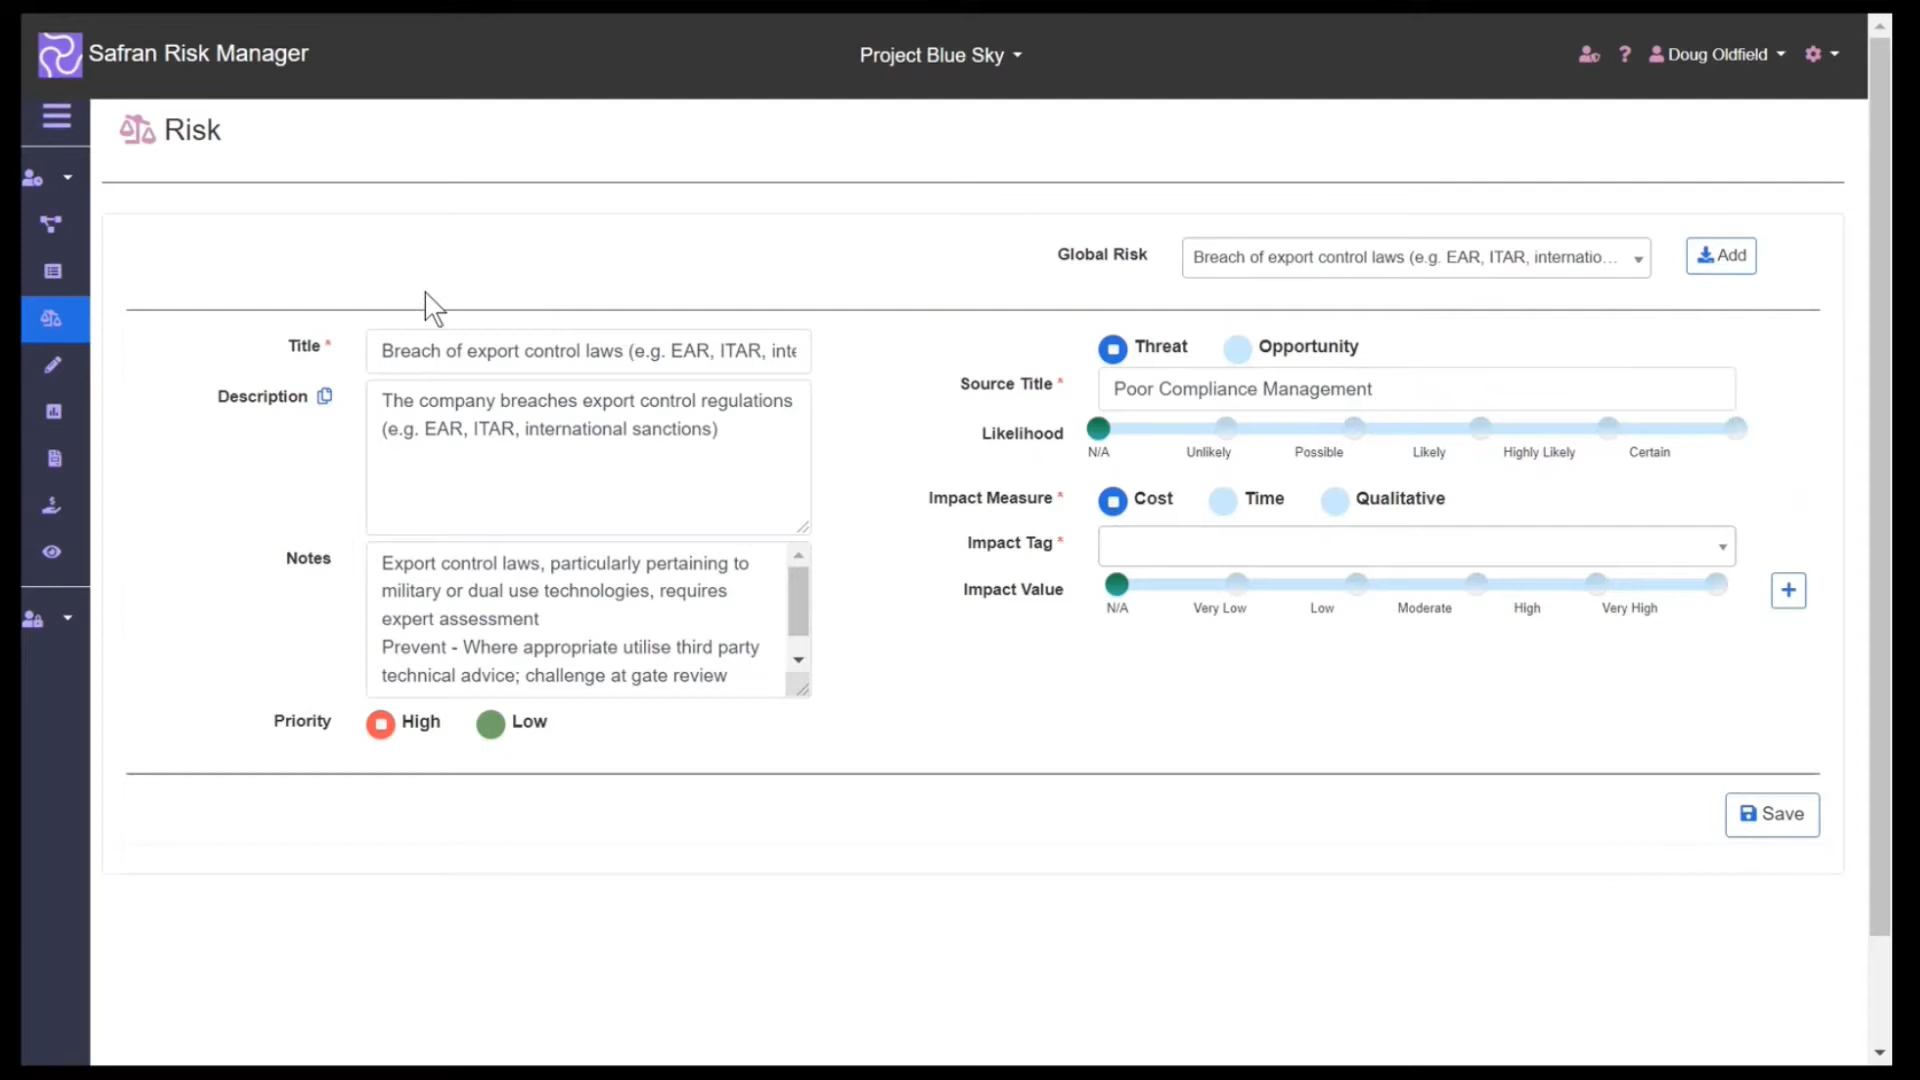 Safran Risk Manager
Project Blue Sky
? Doug Oldfield
Risk
Global Risk
Breach of export control laws (e.g. EAR, ITAR, internatio...
Add
Title *
Breach of export control laws (e.g. EAR, ITAR, inte
Description
The company breaches export control regulations
(e.g. EAR, ITAR, international sanctions)
Notes
Export control laws, particularly pertaining to
military or dual use technologies, requires
expert assessment
Prevent - Where appropriate utilise third party
technical advice; challenge at gate review
Priority
High
Low
Threat
Opportunity
Source Title *
Poor Compliance Management
Likelihood
N/A Unlikely Possible Likely Highly Likely Certain
Impact Measure *
Cost
Time
Qualitative
Impact Tag *
Impact Value
N/A Very Low Low Moderate High Very High
+
Save